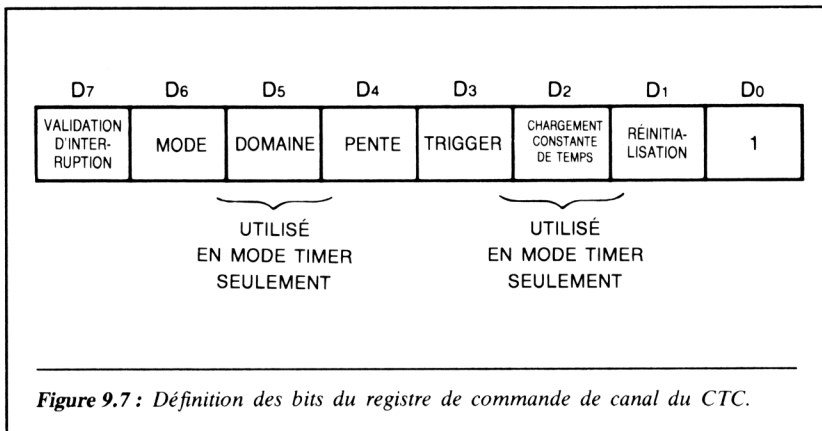 D7 D6 D5 D4 D3 D2 D1 D0
VALIDATION
D'INTER-
RUPTION
MODE
DOMAINE
PENTE
TRIGGER
CHARGEMENT
CONSTANTE
DE TEMPS
RÉINITIA-
LISATION
1
UTILISÉ
EN MODE TIMER
SEULEMENT
UTILISÉ
EN MODE TIMER
SEULEMENT
Figure 9.7 : Définition des bits du registre de commande de canal du CTC.